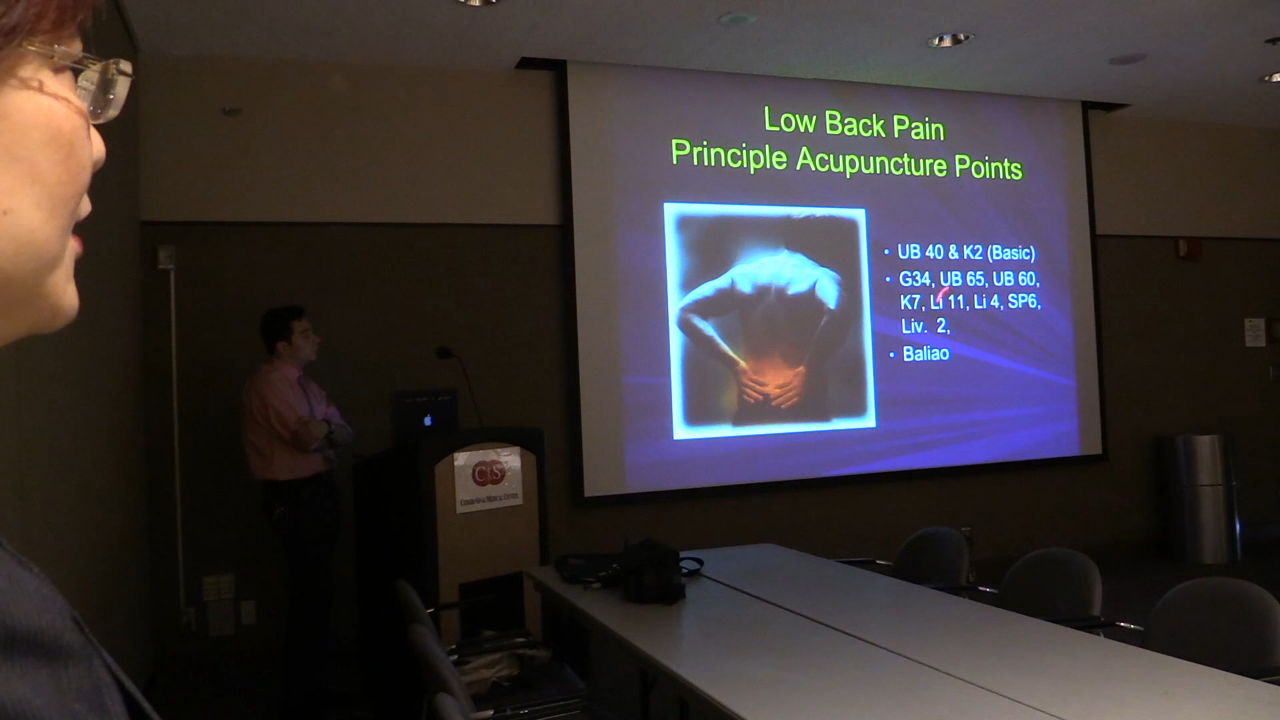 Low Back Pain
Principle Acupuncture Points
• UB 40 & K2 (Basic)
• G34, UB 65, UB 60,
K7, Li 11, Li 4, SP6,
Liv. 2,
• Baliao
CS